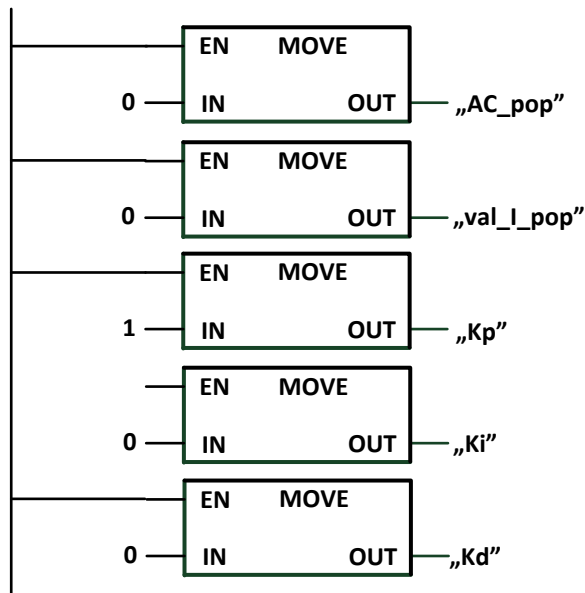 EN MOVE
0 IN OUT „AC_pop”
EN MOVE
0 IN OUT „val_I_pop”
EN MOVE
1 IN OUT „Kp”
EN MOVE
0 IN OUT „Ki”
EN MOVE
0 IN OUT „Kd”